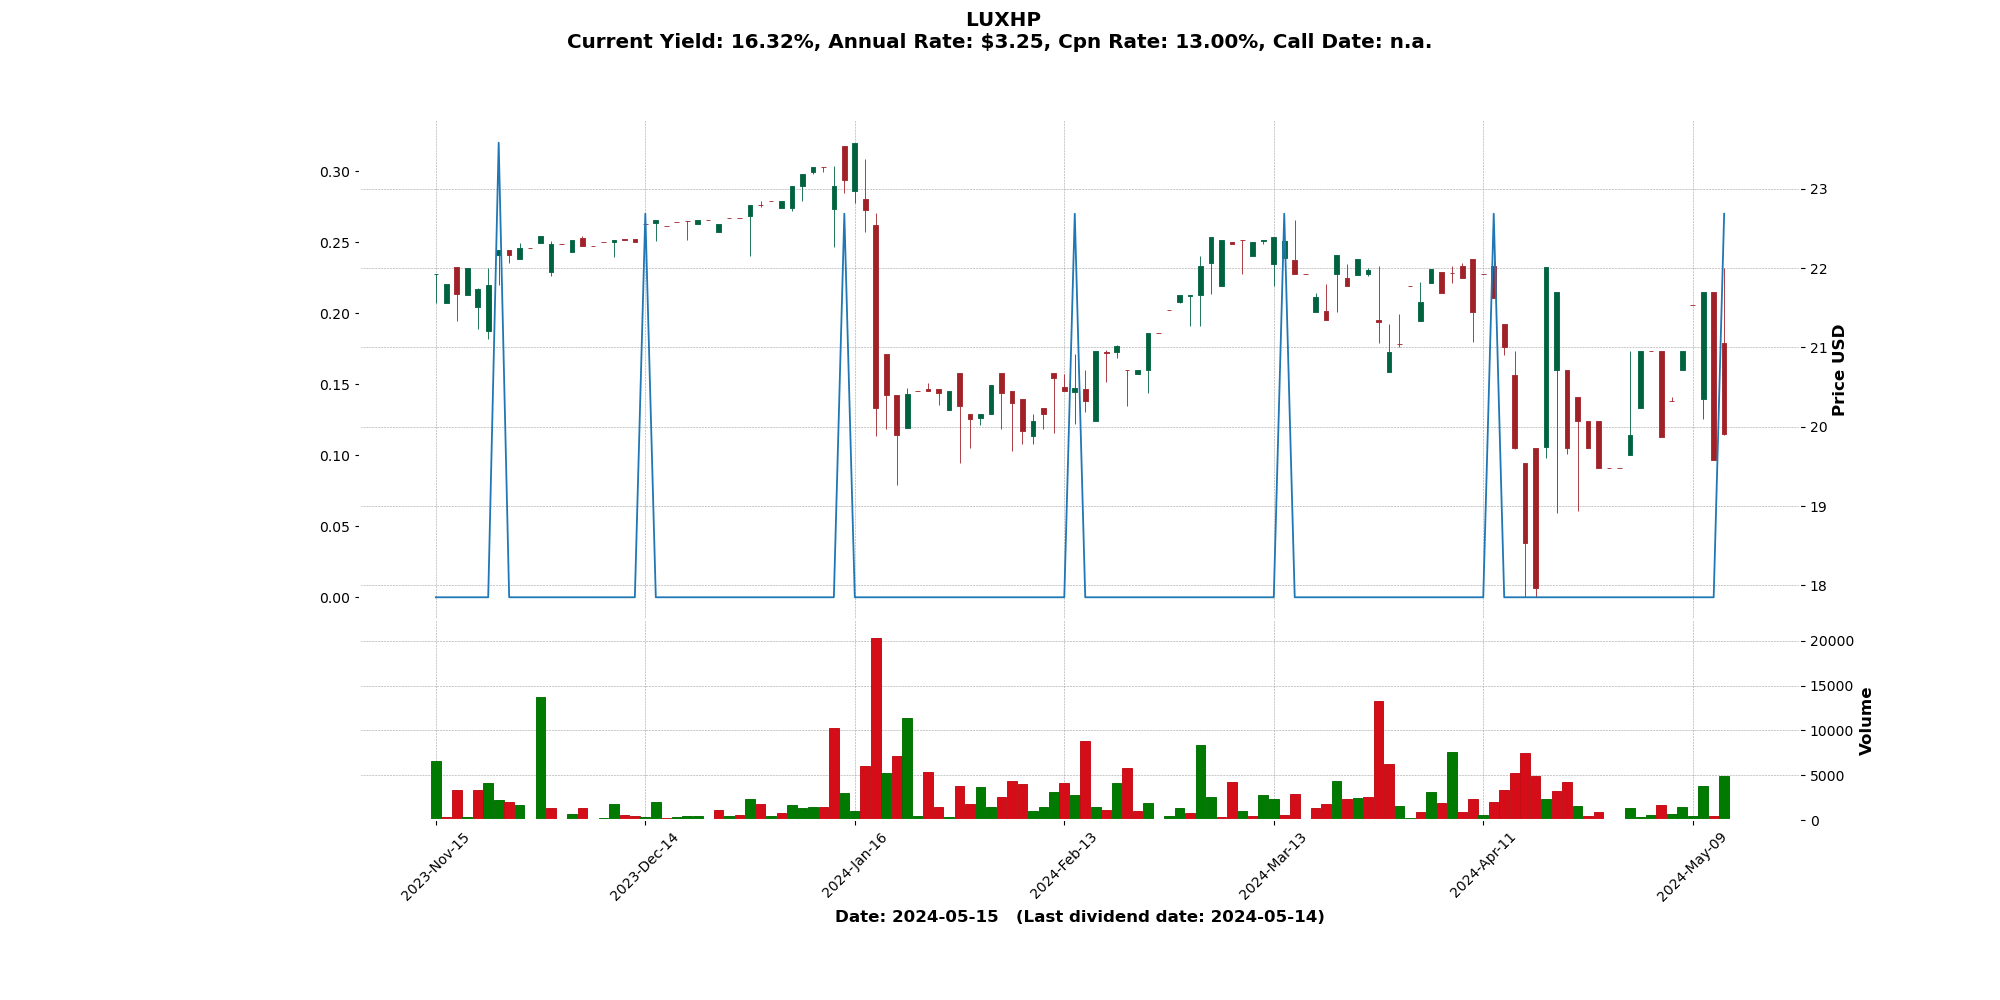 LUXHP
Current Yield: 16.32%, Annual Rate: $3.25, Cpn Rate: 13.00%, Call Date: n.a.
0.30
0.25
0.20
0.15
0.10
0.05
0.00
23
22
21
20
19
18
Price USD
20000
15000
10000
5000
0
Volume
2023-Nov-15
2023-Dec-14
2024-Jan-16
2024-Feb-13
2024-Mar-13
2024-Apr-11
2024-May-09
Date: 2024-05-15 (Last dividend date: 2024-05-14)